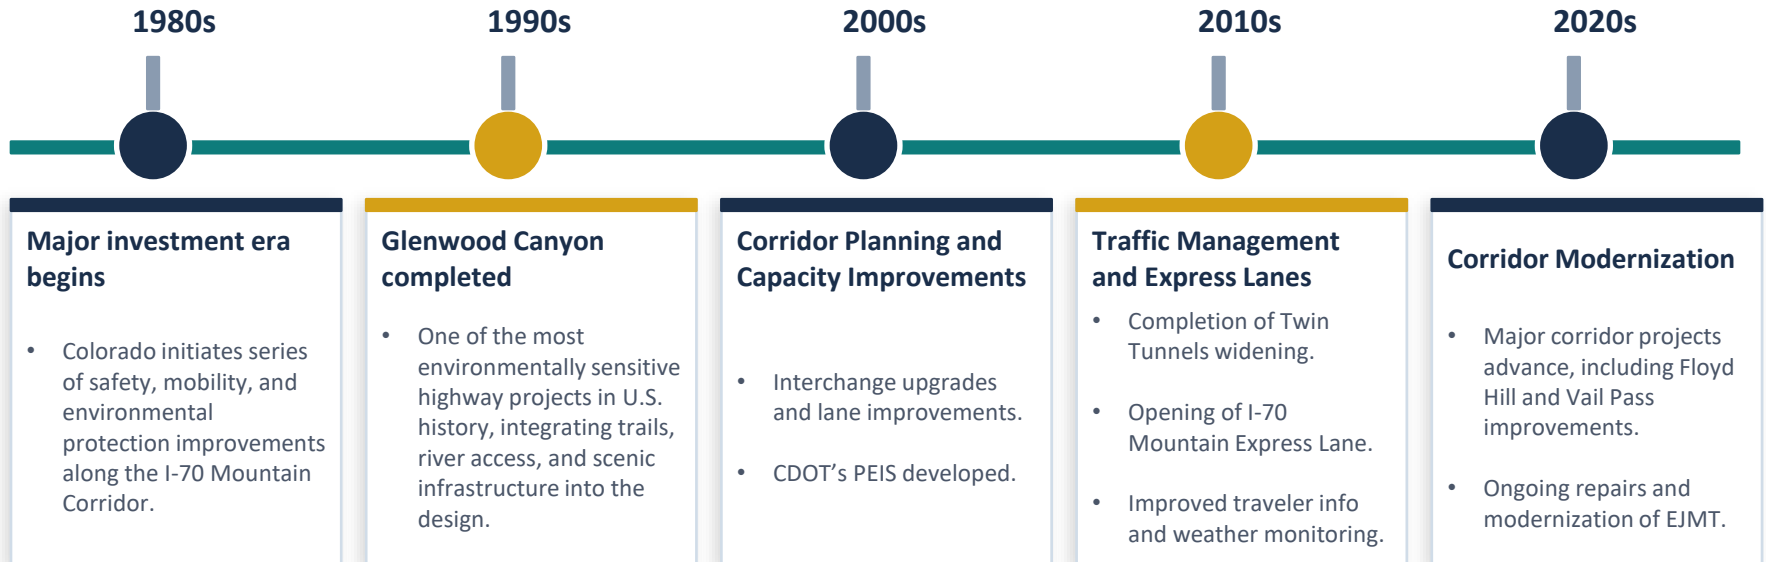 1980s
1990s
2000s
2010s
2020s
Major investment era
begins
• Colorado initiates series
of safety, mobility, and
environmental
protection improvements
along the I-70 Mountain
Corridor.
Glenwood Canyon
completed
• One of the most
environmentally sensitive
highway projects in U.S.
history, integrating trails,
river access, and scenic
infrastructure into the
design.
Corridor Planning and
Capacity Improvements
• Interchange upgrades
and lane improvements.
• CDOT’s PEIS developed.
Traffic Management
and Express Lanes
• Completion of Twin
Tunnels widening.
• Opening of I-70
Mountain Express Lane.
• Improved traveler info
and weather monitoring.
Corridor Modernization
• Major corridor projects
advance, including Floyd
Hill and Vail Pass
improvements.
• Ongoing repairs and
modernization of EJMT.